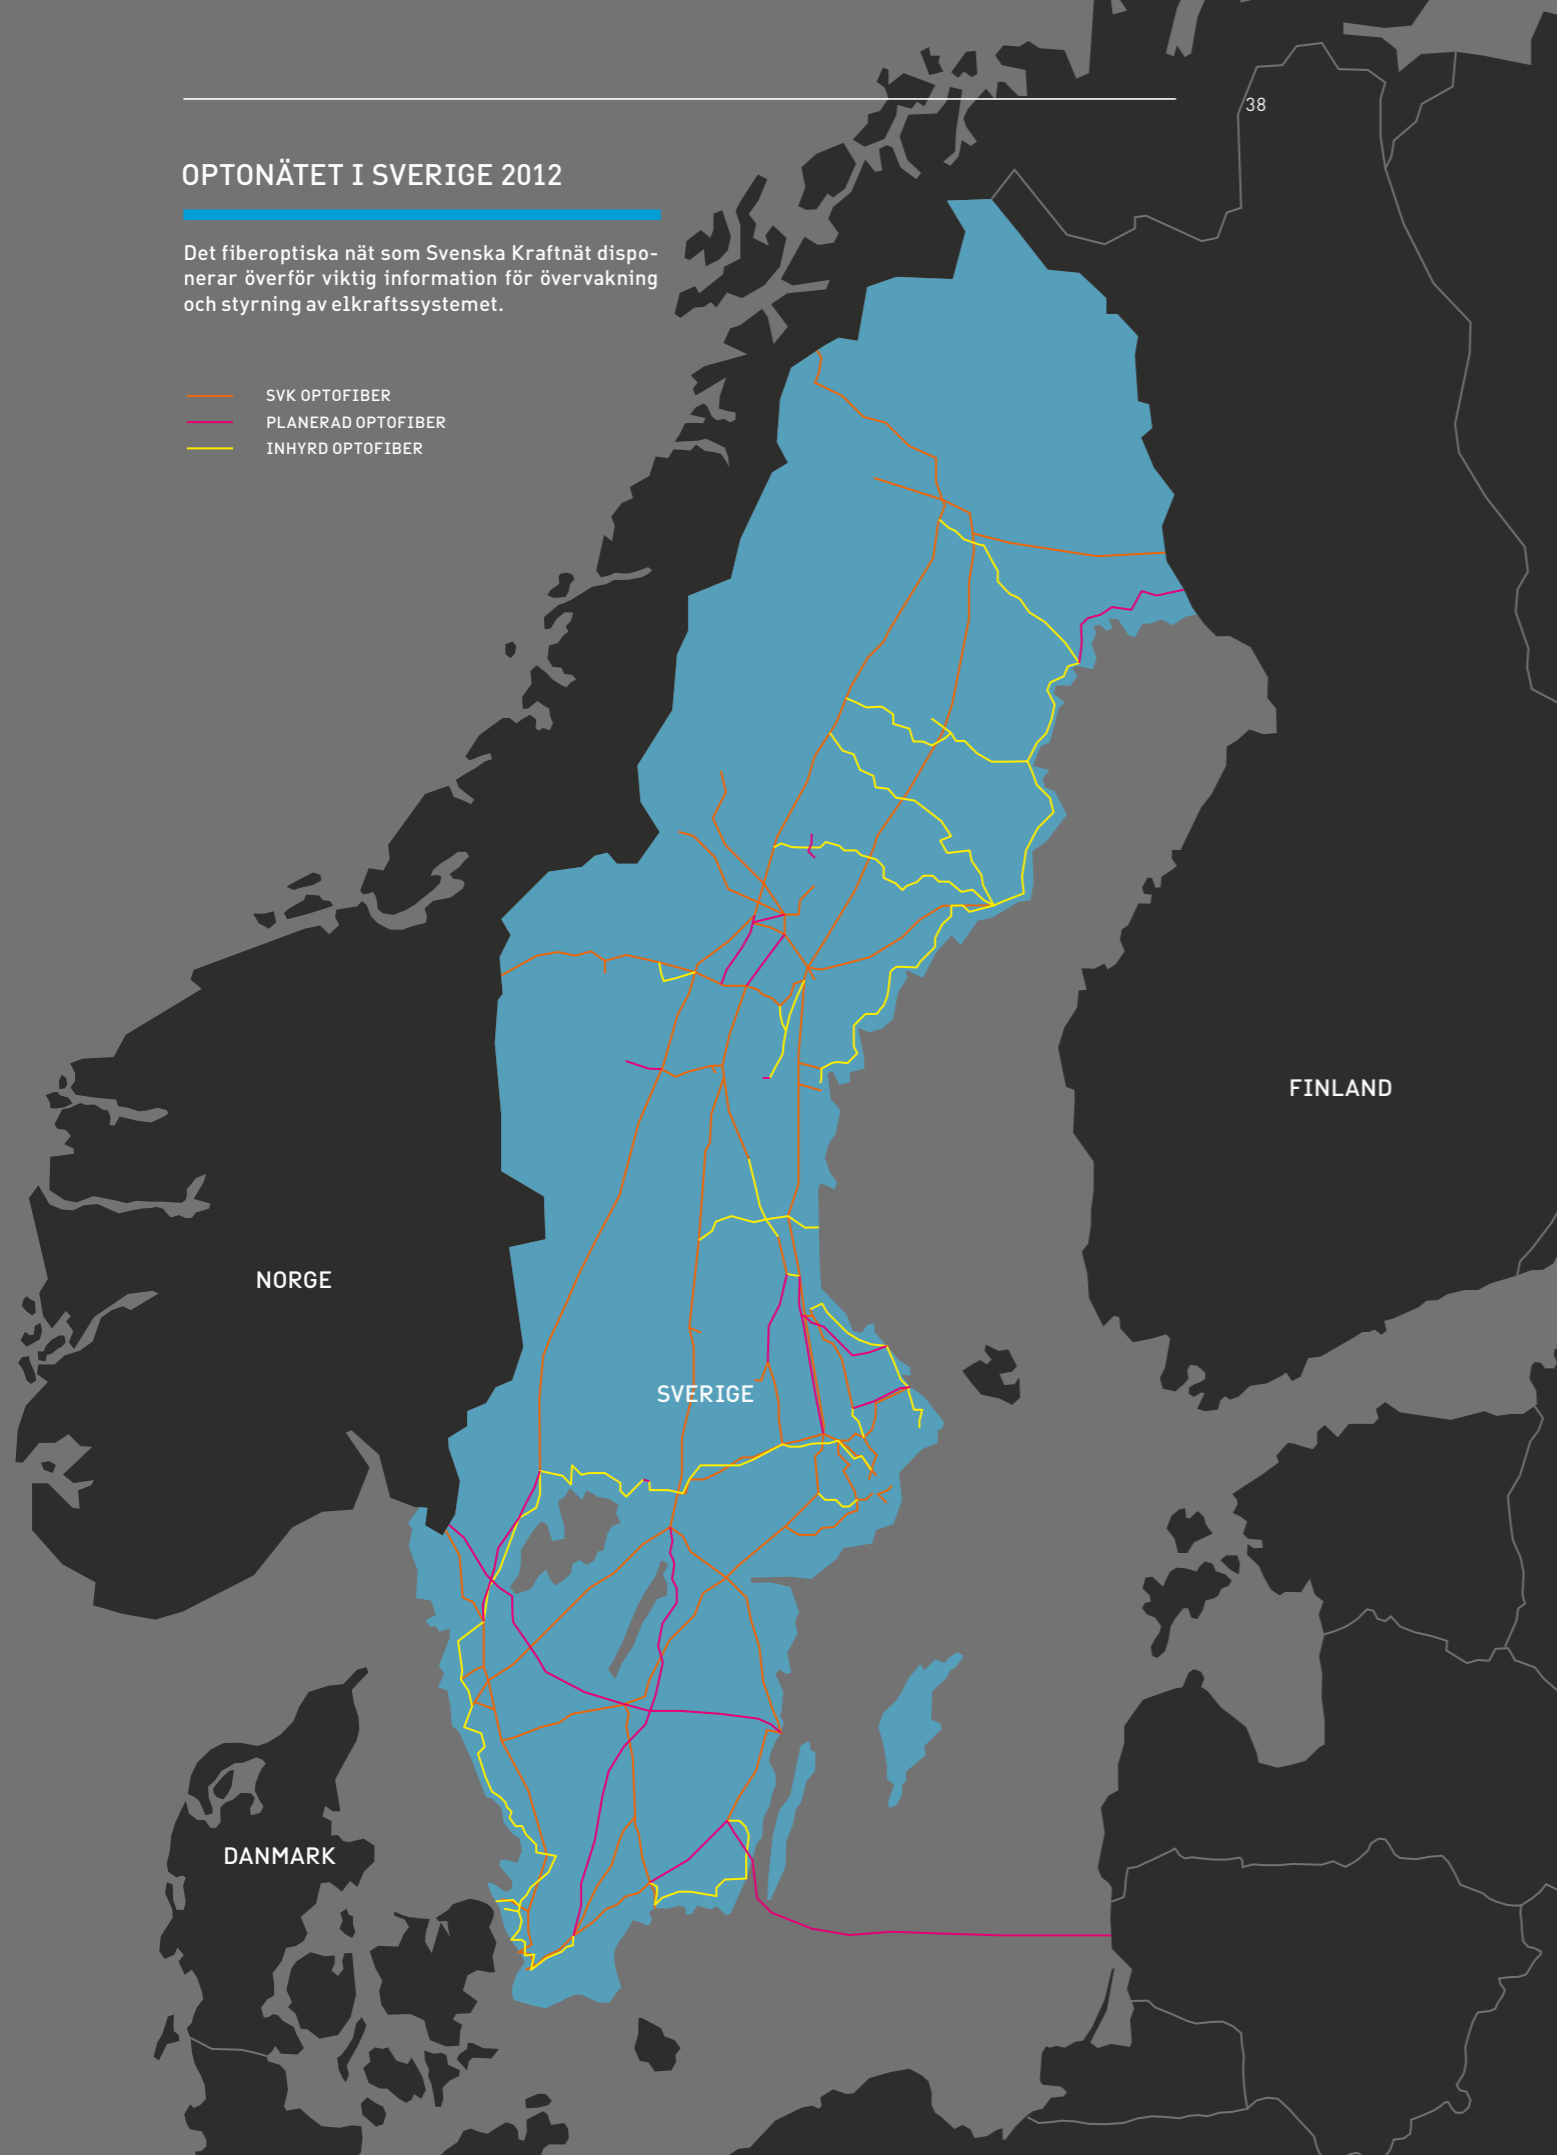 38
OPTONÄTET I SVERIGE 2012
Det fiberoptiska nät som Svenska Kraftnät dispo-
nerar överför viktig information för övervakning
och styrning av elkraftssystemet.
SVK OPTOFIBER
PLANERAD OPTOFIBER
INHYRD OPTOFIBER
FINLAND
NORGE
SVERIGE
DANMARK